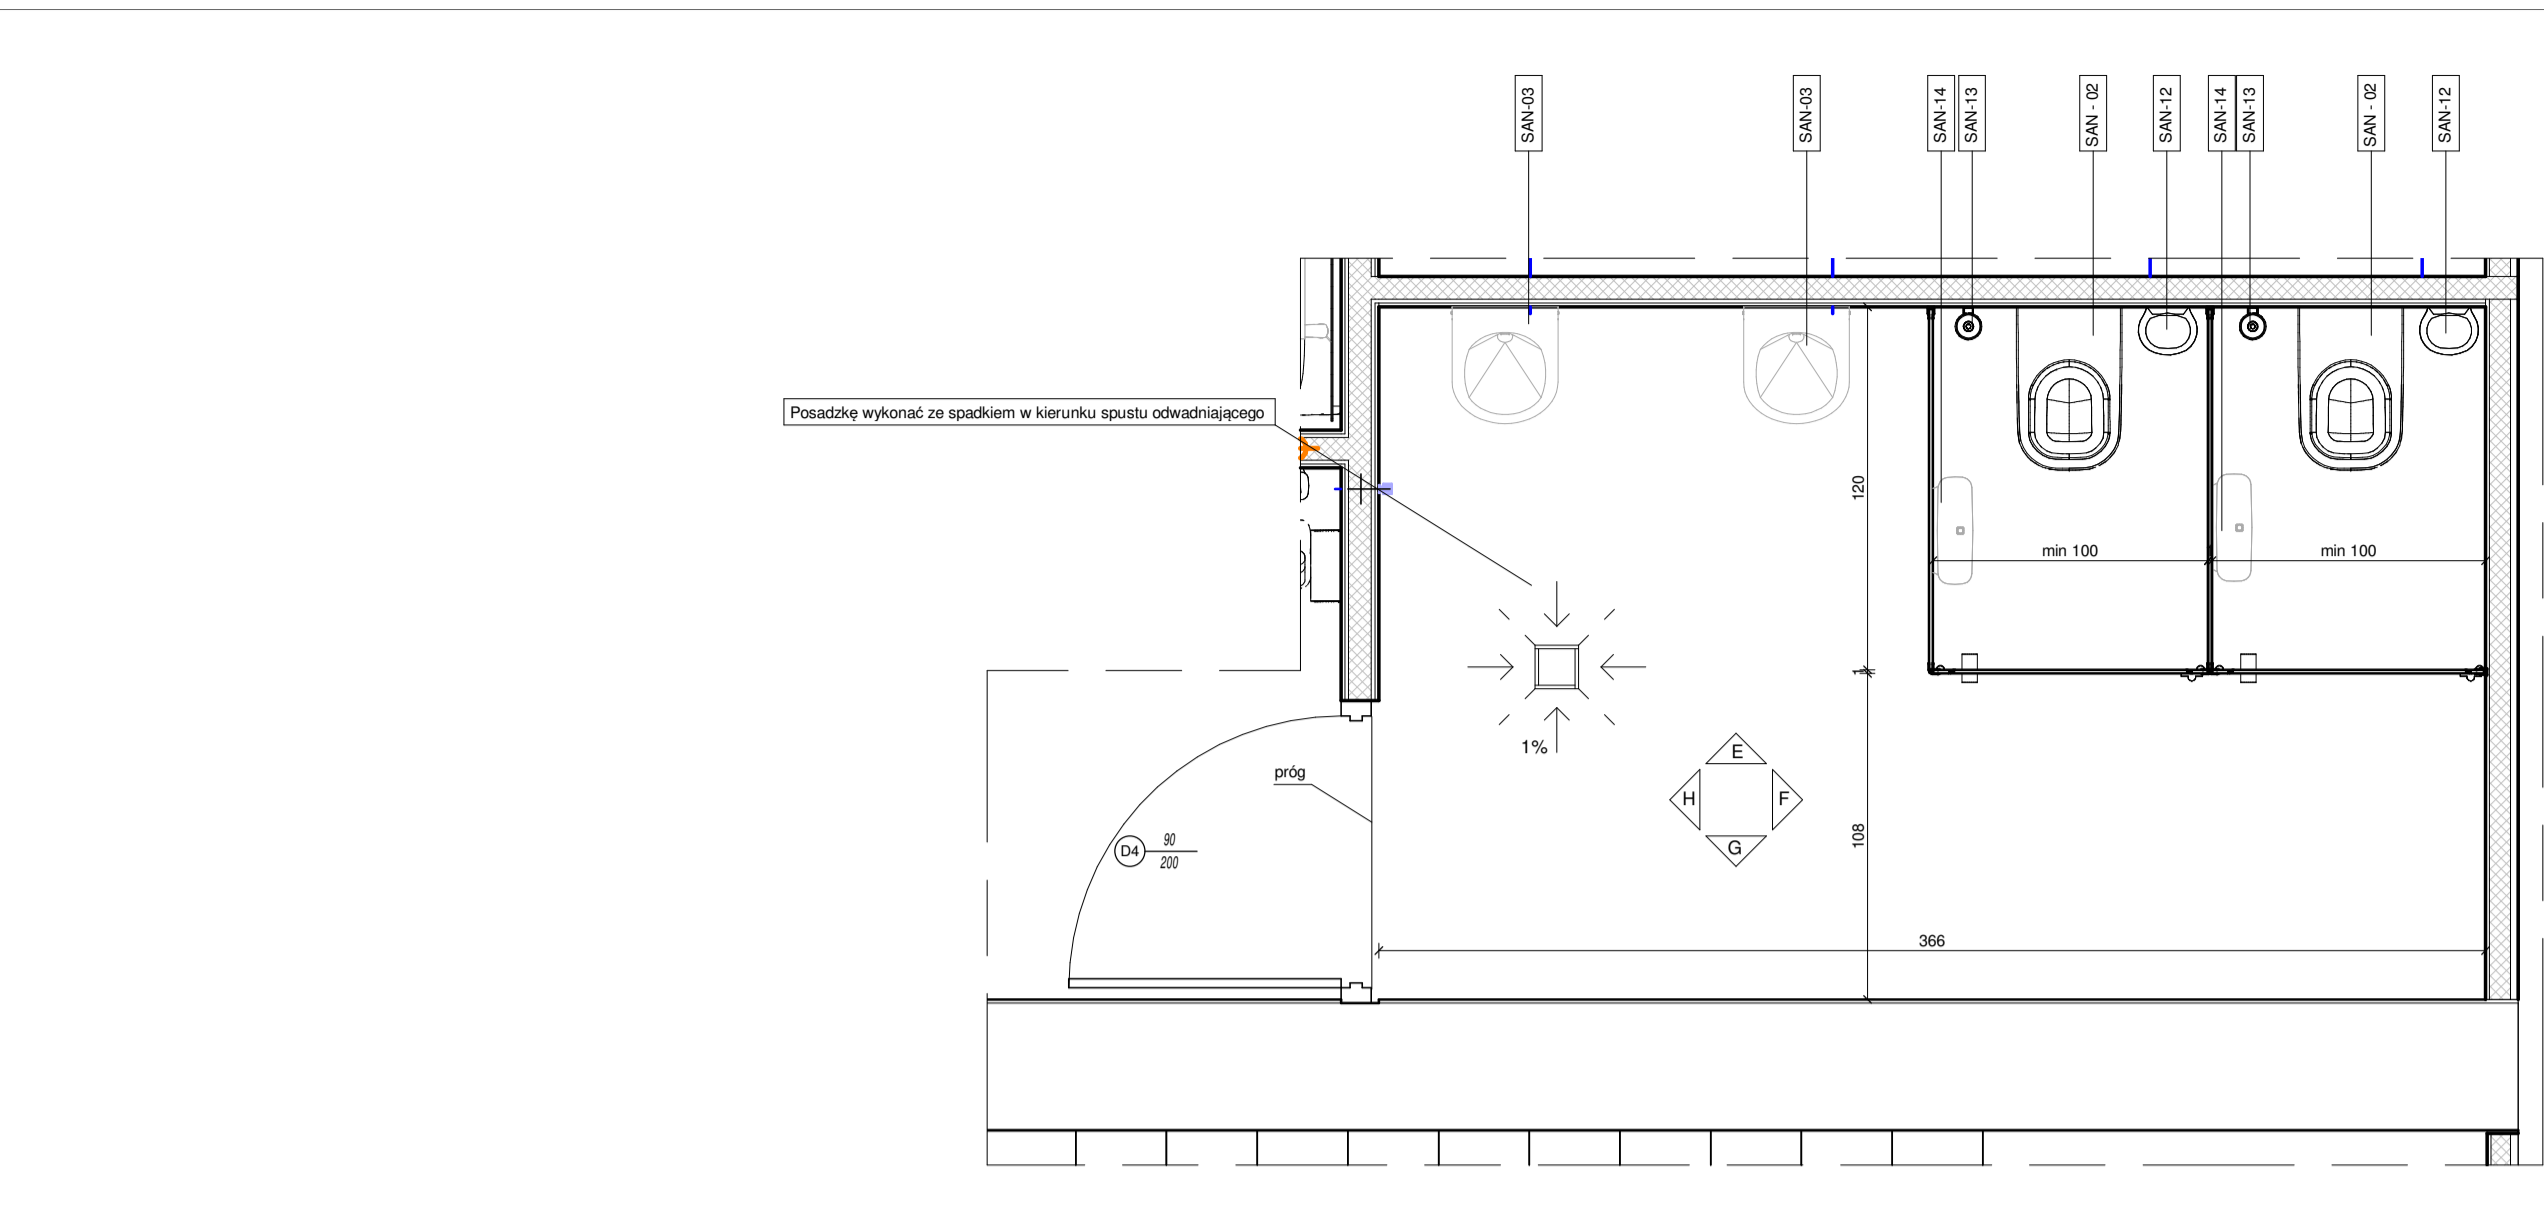 SAN-03
SAN-03
SAN-14
SAN-13
SAN - 02
SAN-12
SAN-14
SAN-13
SAN - 02
SAN-12
Posadzkę wykonać ze spadkiem w kierunku spustu odwadniającego
120
min 100
min 100
1
1%
E
H
F
G
próg
108
D4
90
200
366